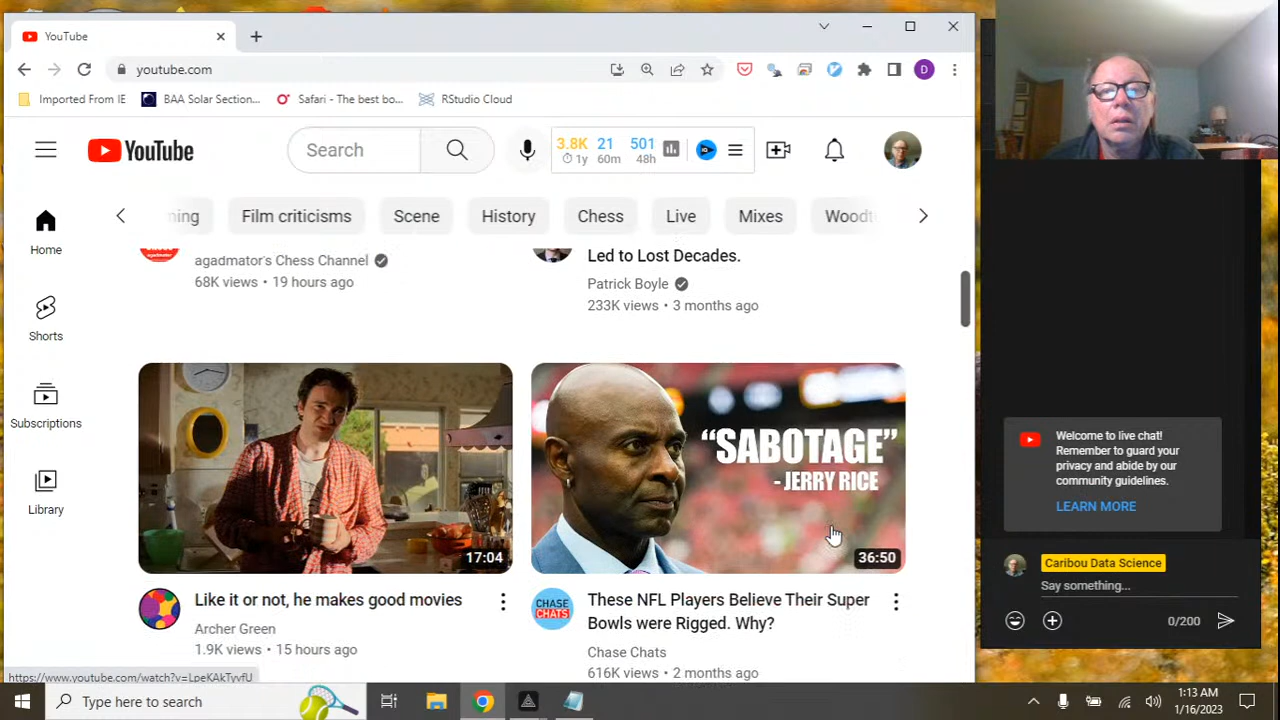 YouTube
youtube.com
Imported From IE
BAA Solar Section...
Safari - The best bo...
RStudio Cloud
YouTube
Search
3.8K 21 501
1y 60m 48h
ning
Film criticisms
Scene
History
Chess
Live
Mixes
Woodt
Home
Shorts
Subscriptions
Library
agadmator's Chess Channel
68K views • 19 hours ago
Led to Lost Decades.
Patrick Boyle
233K views • 3 months ago
17:04
Like it or not, he makes good movies
Archer Green
1.9K views • 15 hours ago
"SABOTAGE"
- JERRY RICE
36:50
CHASE
CHATS
These NFL Players Believe Their Super
Bowls were Rigged. Why?
Chase Chats
616K views • 2 months ago
https://www.youtube.com/watch?v=LpeKAkTyvfU
Welcome to live chat!
Remember to guard your
privacy and abide by our
community guidelines.
LEARN MORE
Caribou Data Science
Say something...
0/200
Type here to search
1:13 AM
1/16/2023